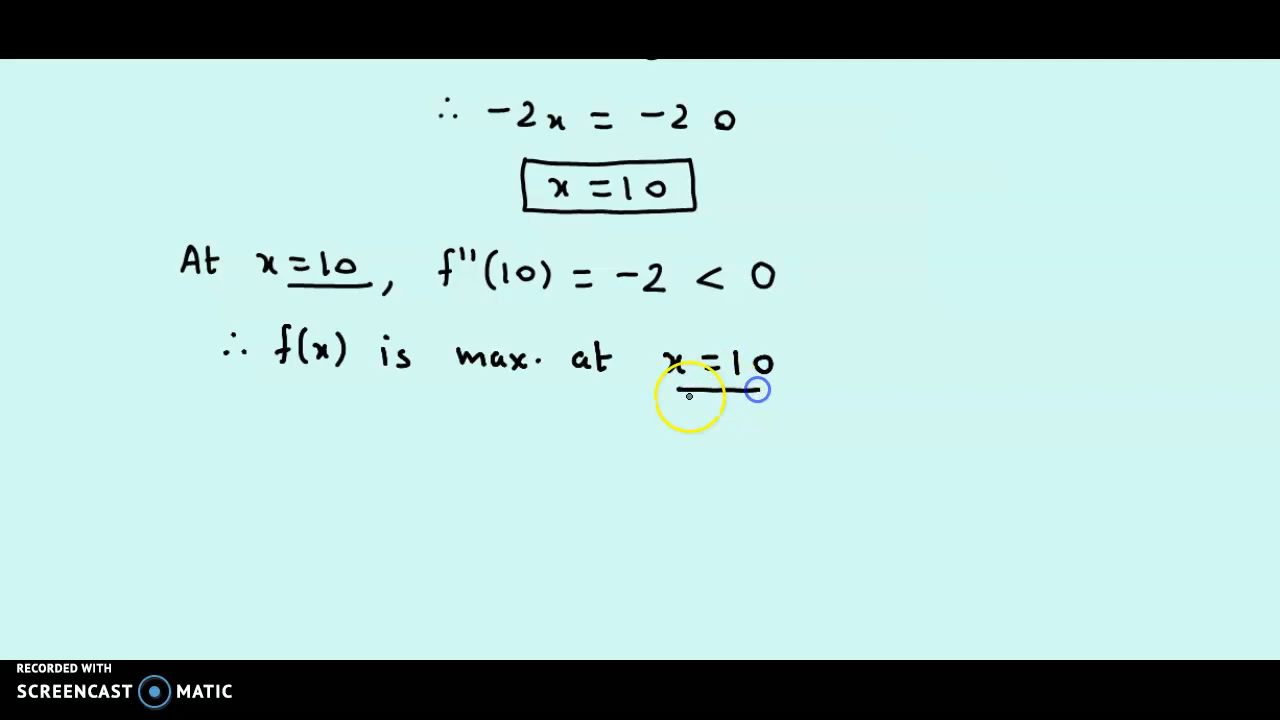 ∴ -2x = -20
x = 10
At x = 10, f''(10) = -2 < 0
∴ f(x) is max. at x = 10
RECORDED WITH
SCREENCAST MATIC